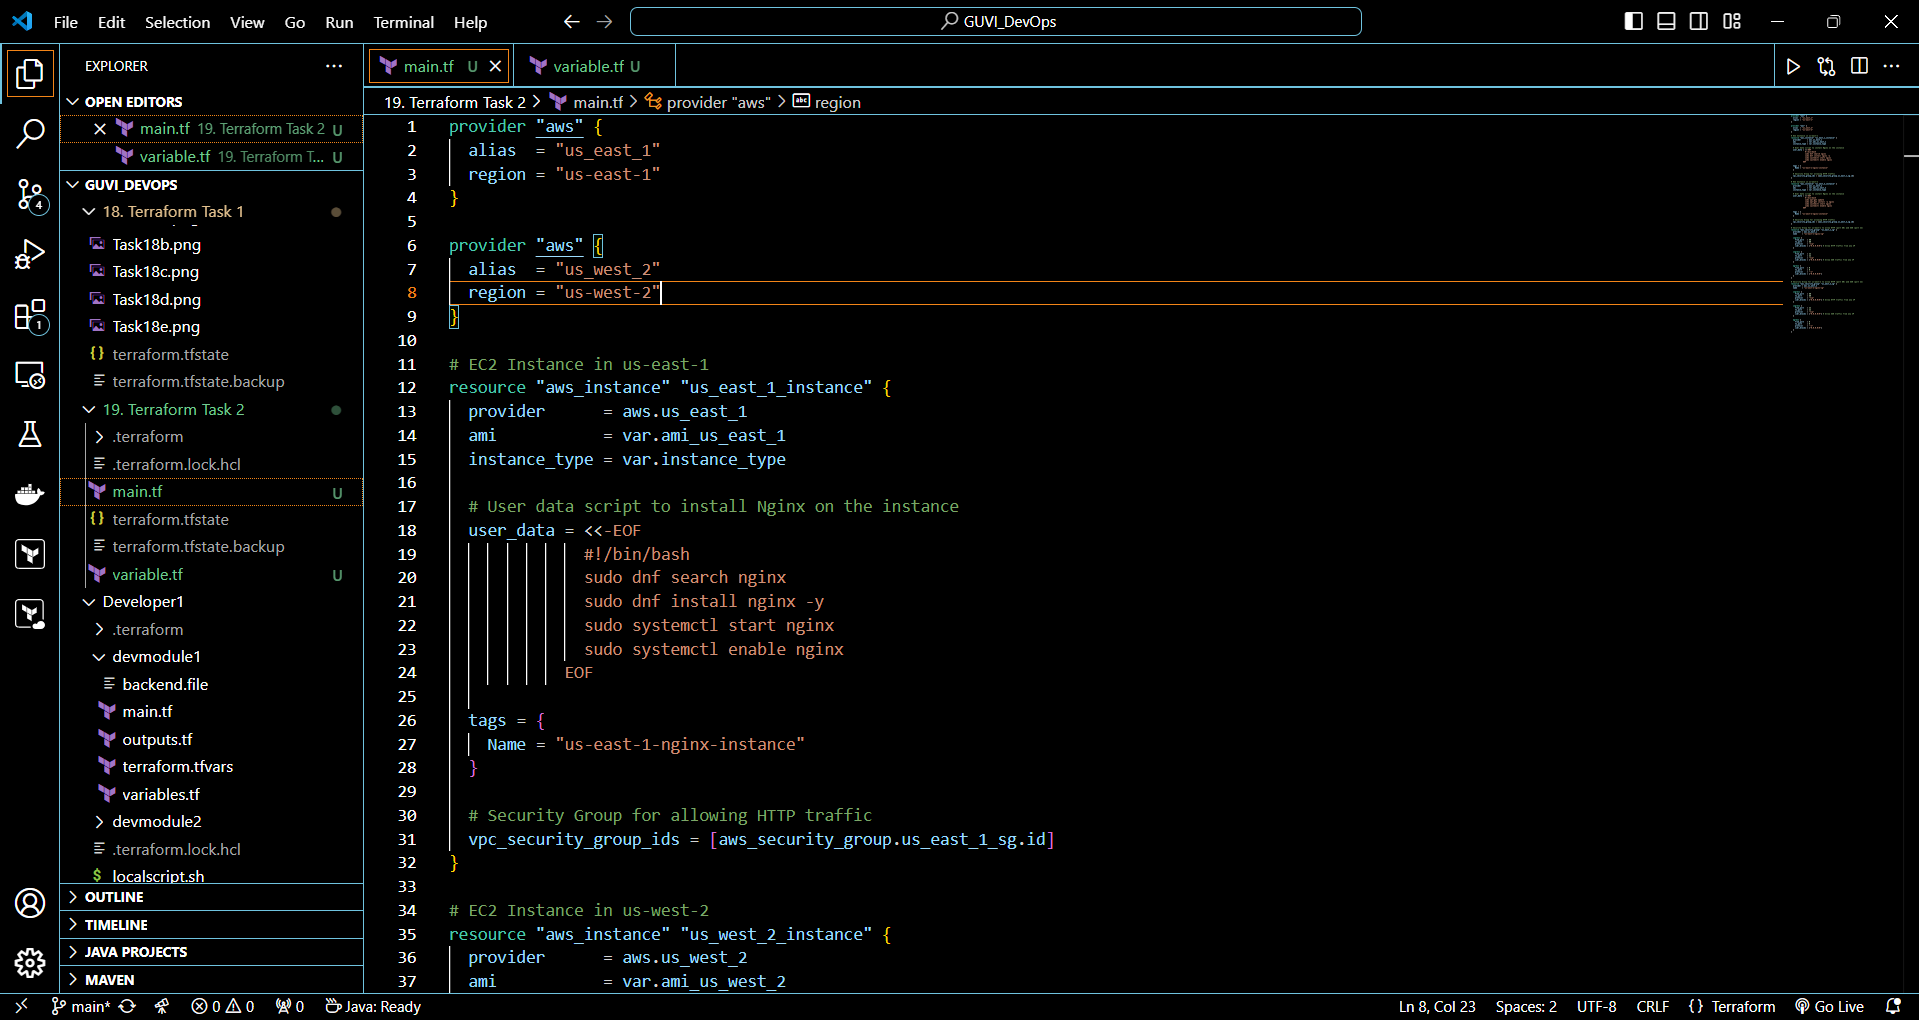 File Edit Selection View Go Run Terminal Help
GUVI_DevOps
EXPLORER
OPEN EDITORS
main.tf 19. Terraform Task 2 U
variable.tf 19. Terraform T... U
GUVI_DEVOPS
18. Terraform Task 1
Task18b.png
Task18c.png
Task18d.png
Task18e.png
terraform.tfstate
terraform.tfstate.backup
19. Terraform Task 2
.terraform
.terraform.lock.hcl
main.tf U
terraform.tfstate
terraform.tfstate.backup
variable.tf U
Developer1
.terraform
devmodule1
backend.file
main.tf
outputs.tf
terraform.tfvars
variables.tf
devmodule2
.terraform.lock.hcl
localscript.sh
OUTLINE
TIMELINE
JAVA PROJECTS
MAVEN
4
1
main.tf U
variable.tf U
19. Terraform Task 2 > main.tf > provider "aws" > abc region
1 provider "aws" {
2 alias = "us_east_1"
3 region = "us-east-1"
4 }
5
6 provider "aws" {
7 alias = "us_west_2"
8 region = "us-west-2"
9 }
10
11 # EC2 Instance in us-east-1
12 resource "aws_instance" "us_east_1_instance" {
13 provider = aws.us_east_1
14 ami = var.ami_us_east_1
15 instance_type = var.instance_type
16
17 # User data script to install Nginx on the instance
18 user_data = <<-EOF
19 #!/bin/bash
20 sudo dnf search nginx
21 sudo dnf install nginx -y
22 sudo systemctl start nginx
23 sudo systemctl enable nginx
24 EOF
25
26 tags = {
27 Name = "us-east-1-nginx-instance"
28 }
29
30 # Security Group for allowing HTTP traffic
31 vpc_security_group_ids = [aws_security_group.us_east_1_sg.id]
32 }
33
34 # EC2 Instance in us-west-2
35 resource "aws_instance" "us_west_2_instance" {
36 provider = aws.us_west_2
37 ami = var.ami_us_west_2
main* 0 0 0 Java: Ready
Ln 8, Col 23 Spaces: 2 UTF-8 CRLF {} Terraform Go Live